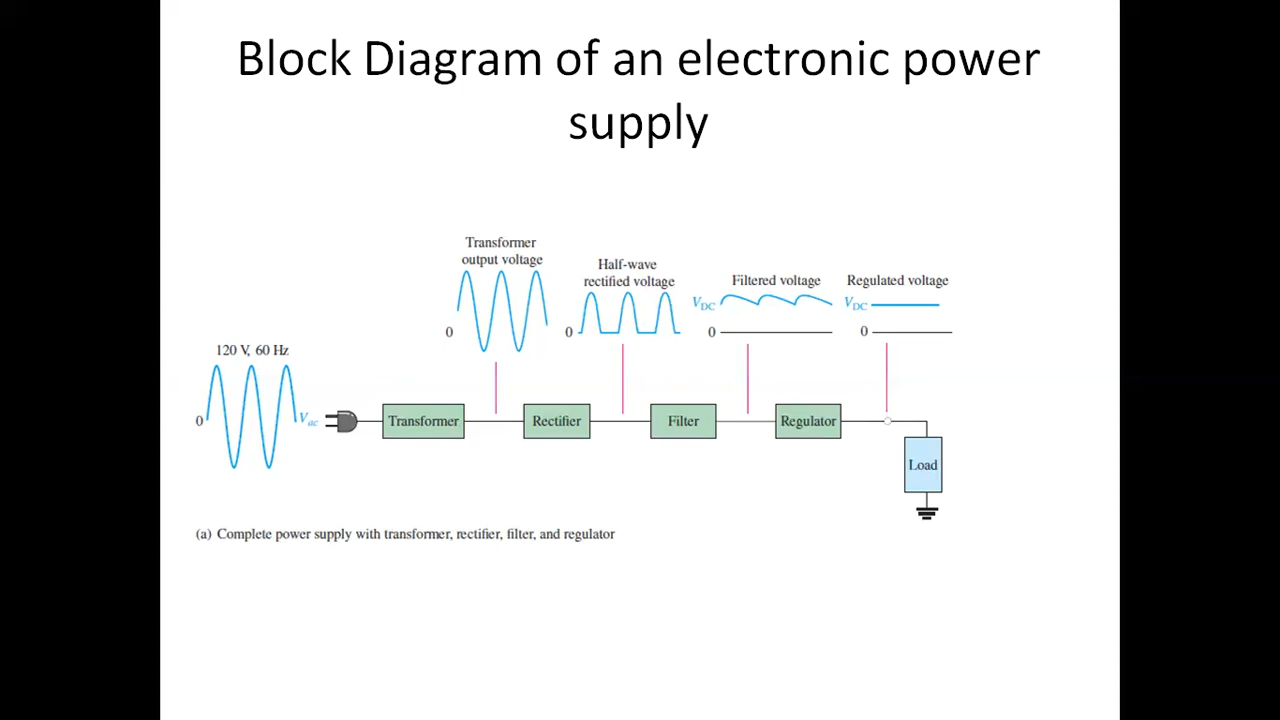 Block Diagram of an electronic power
supply
Transformer
output voltage
0
Half-wave
rectified voltage
0
Filtered voltage
VDC
0
Regulated voltage
VDC
0
120 V, 60 Hz
0
Vac
Transformer
Rectifier
Filter
Regulator
Load
(a) Complete power supply with transformer, rectifier, filter, and regulator